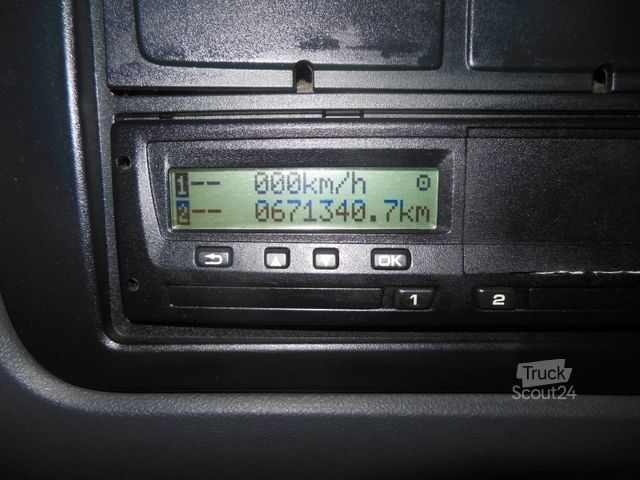 1-- 000km/h
2-- 0671340.7km
OK
1
2
Truck
Scout24